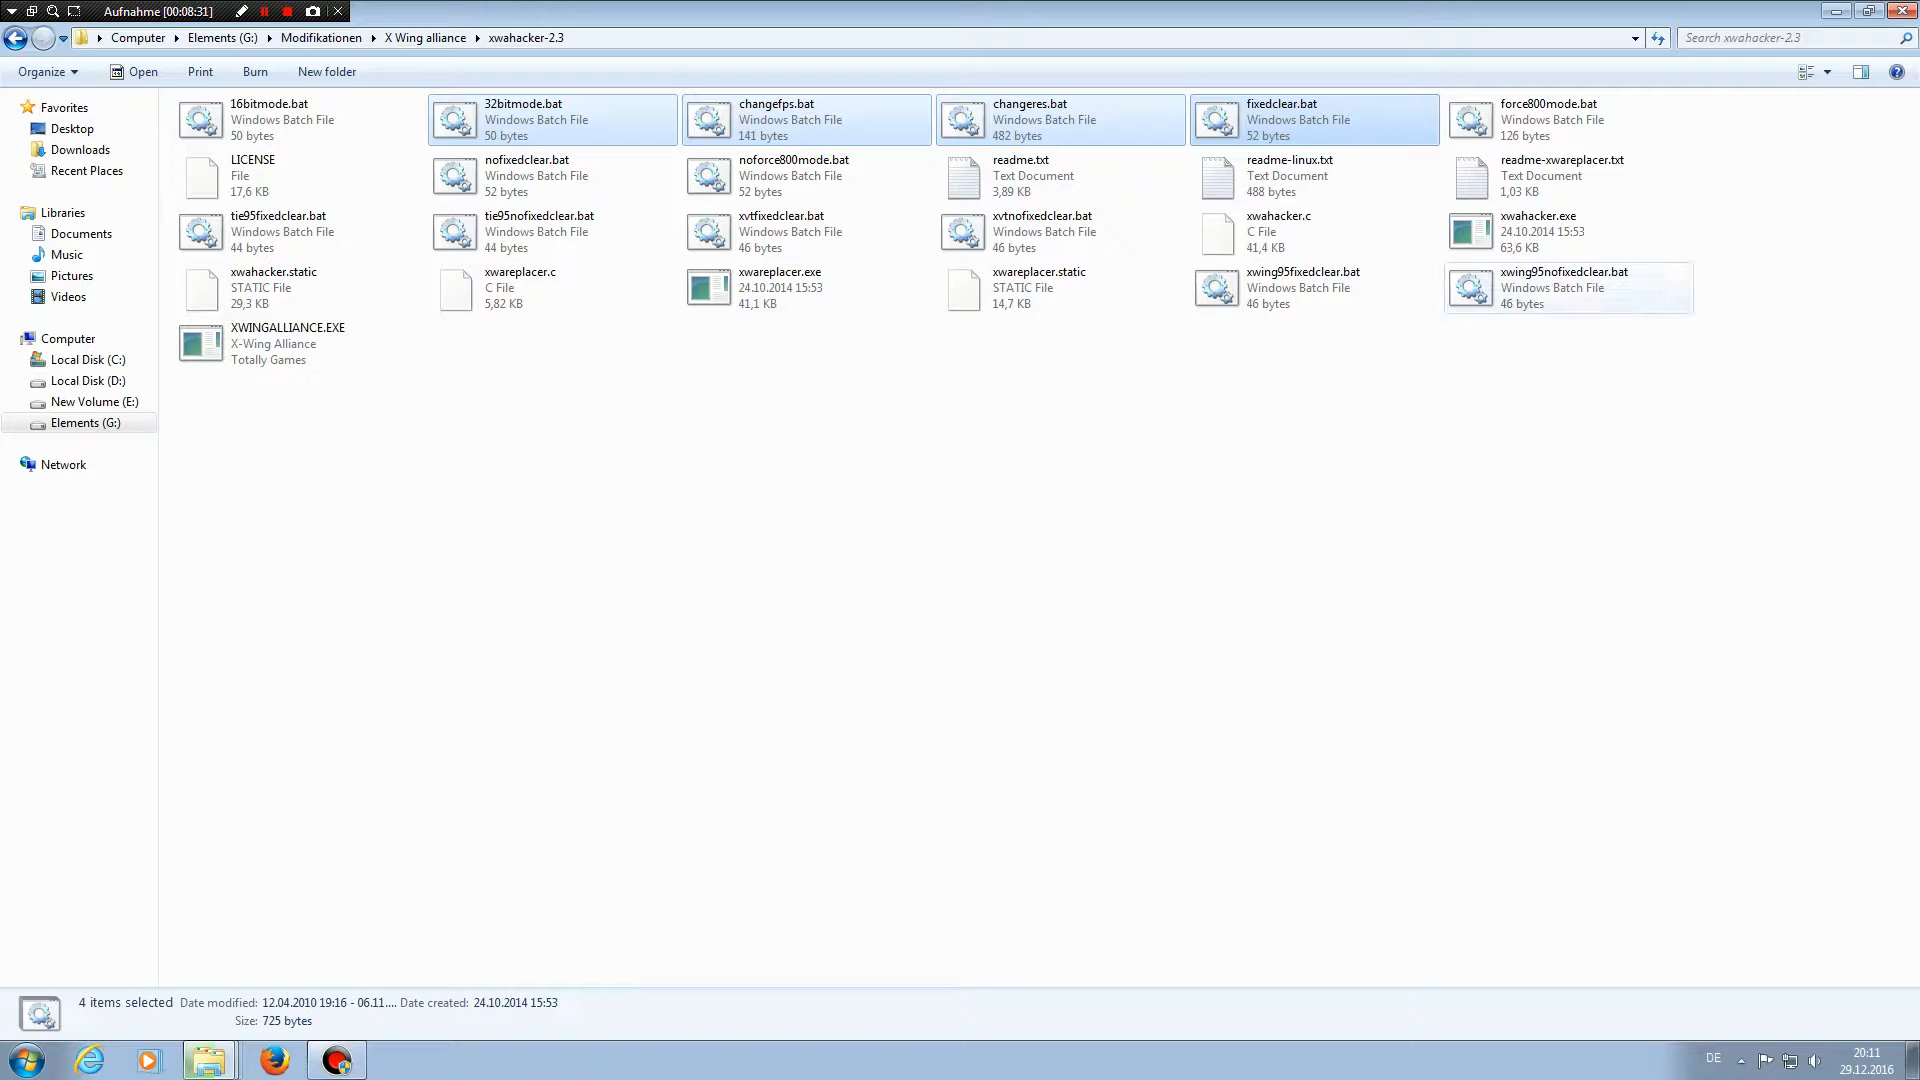 Aufnahme [00:08:31]
Computer Elements (G:) Modifikationen X Wing alliance xwahacker-2.3
Search xwahacker-2.3
Organize Open Print Burn New folder
Favorites
Desktop
Downloads
Recent Places
Libraries
Documents
Music
Pictures
Videos
Computer
Local Disk (C:)
Local Disk (D:)
New Volume (E:)
Elements (G:)
Network
16bitmode.bat
Windows Batch File
50 bytes
32bitmode.bat
Windows Batch File
50 bytes
changefps.bat
Windows Batch File
141 bytes
changeres.bat
Windows Batch File
482 bytes
fixedclear.bat
Windows Batch File
52 bytes
force800mode.bat
Windows Batch File
126 bytes
LICENSE
File
17,6 KB
nofixedclear.bat
Windows Batch File
52 bytes
noforce800mode.bat
Windows Batch File
52 bytes
readme.txt
Text Document
3,89 KB
readme-linux.txt
Text Document
488 bytes
readme-xwareplacer.txt
Text Document
1,03 KB
tie95fixedclear.bat
Windows Batch File
44 bytes
tie95nofixedclear.bat
Windows Batch File
44 bytes
xvtfixedclear.bat
Windows Batch File
46 bytes
xvtnofixedclear.bat
Windows Batch File
46 bytes
xwahacker.c
C File
41,4 KB
xwahacker.exe
24.10.2014 15:53
63,6 KB
xwahacker.static
STATIC File
29,3 KB
xwareplacer.c
C File
5,82 KB
xwareplacer.exe
24.10.2014 15:53
41,1 KB
xwareplacer.static
STATIC File
14,7 KB
xwing95fixedclear.bat
Windows Batch File
46 bytes
xwing95nofixedclear.bat
Windows Batch File
46 bytes
XWINGALLIANCE.EXE
X-Wing Alliance
Totally Games
4 items selected Date modified: 12.04.2010 19:16 - 06.11.... Date created: 24.10.2014 15:53
Size: 725 bytes
DE
20:11
29.12.2016